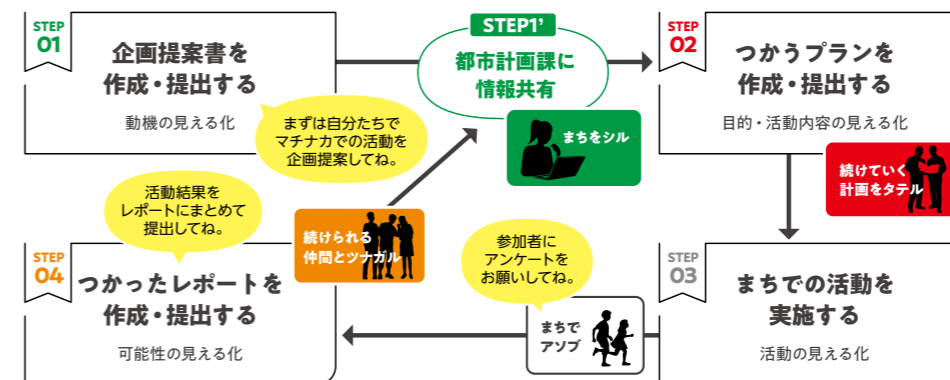 STEP
01
企画提案書を
作成・提出する
動機の見える化
まずは自分たちで
マチナカでの活動を
企画提案してね。
STEP1’
都市計画課に
情報共有
まちをシル
STEP
02
つかうプランを
作成・提出する
目的・活動内容の見える化
続けていく
計画をタテル
STEP
03
まちでの活動を
実施する
活動の見える化
参加者に
アンケートを
お願いしてね。
まちで
アソブ
STEP
04
つかったレポートを
作成・提出する
可能性の見える化
活動結果を
レポートにまとめて
提出してね。
続けられる
仲間とツナガル